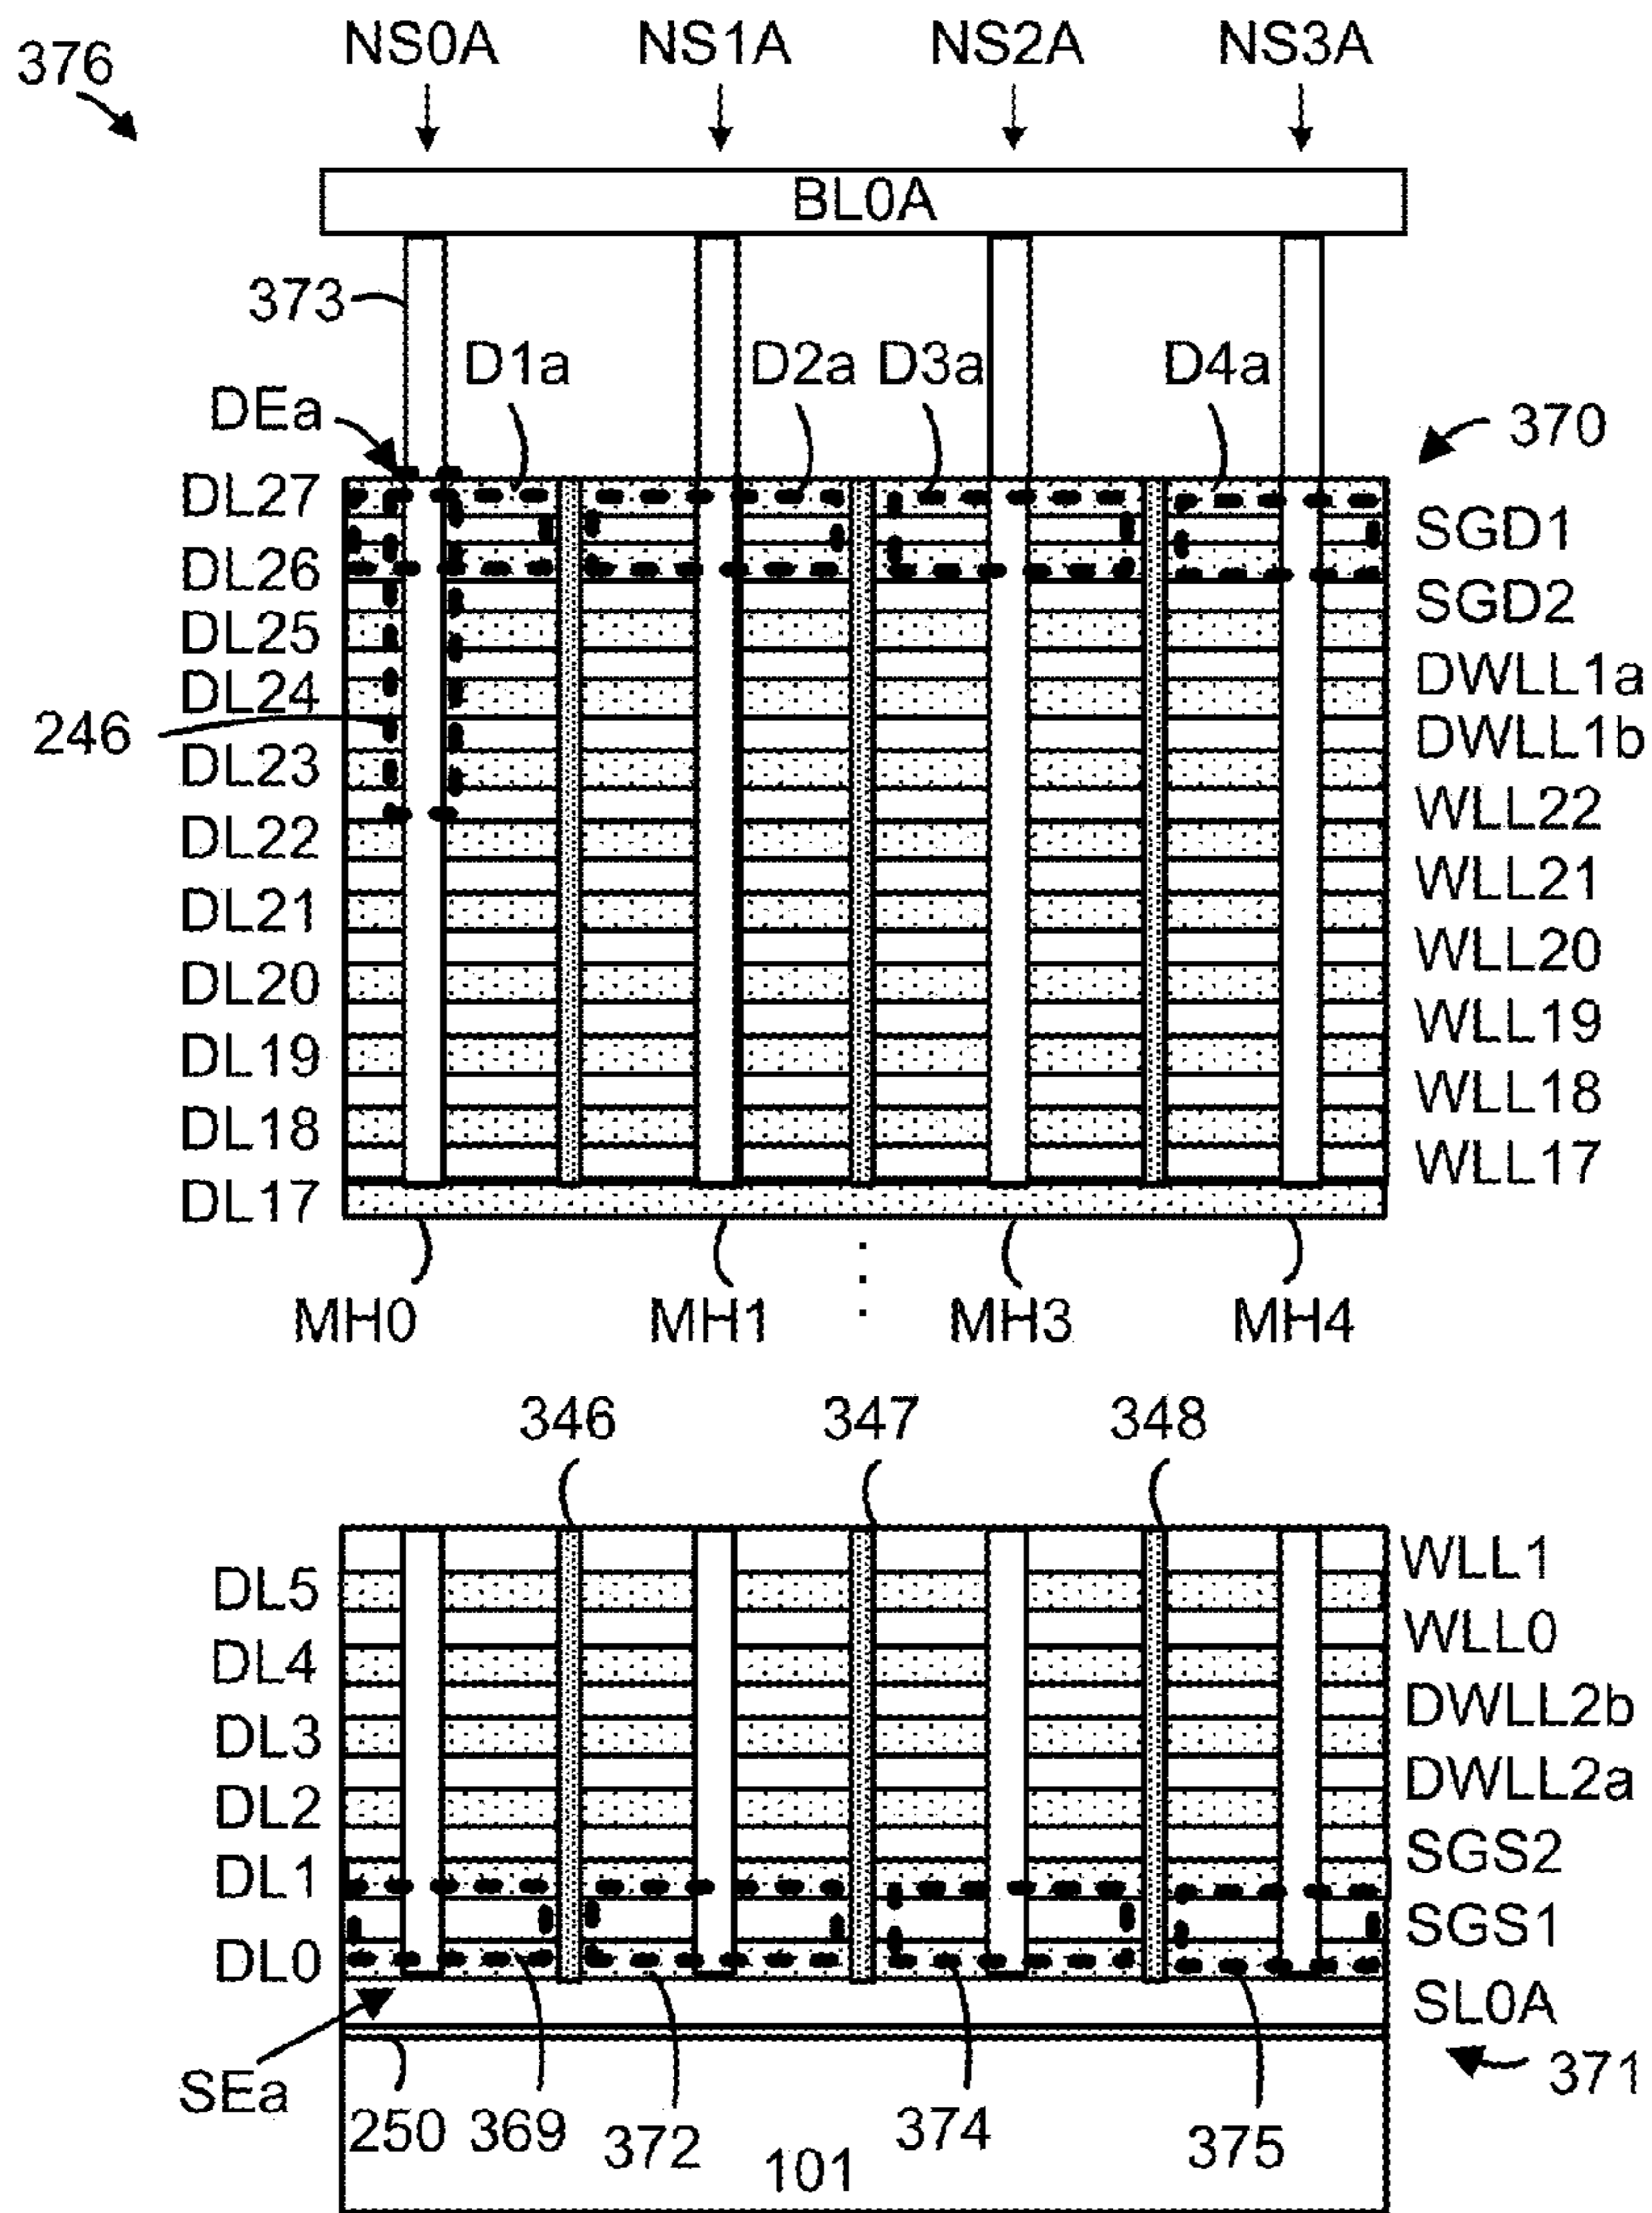 376
NS0A NS1A NS2A NS3A
BL0A
373
D1a D2a D3a D4a
DEa
370
DL27
SGD1
DL26
SGD2
DL25
DWLL1a
DL24
246
DWLL1b
DL23
WLL22
DL22
WLL21
DL21
WLL20
DL20
WLL19
DL19
WLL18
DL18
WLL17
DL17
MH0 MH1 MH3 MH4
346 347 348
WLL1
DL5
WLL0
DL4
DWLL2b
DL3
DWLL2a
DL2
SGS2
DL1
SGS1
DL0
SL0A
SEa
371
250 369 372 374 375
101